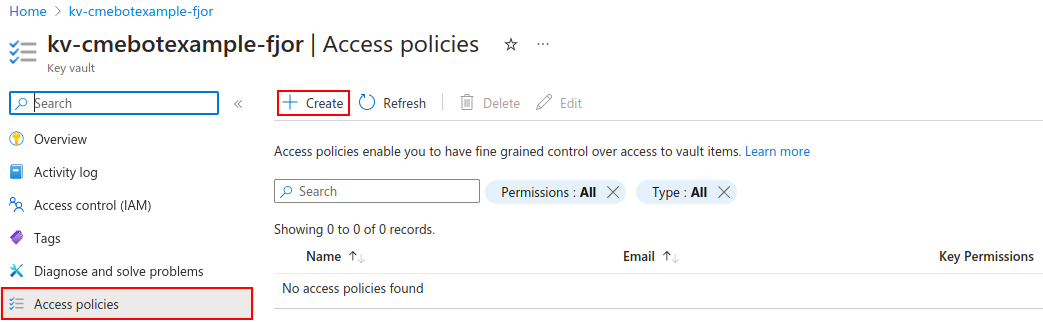 Home > kv-cmebotexample-fjor
kv-cmebotexample-fjor | Access policies ☆ ...
Key vault
Search «
Overview
Activity log
Access control (IAM)
Tags
Diagnose and solve problems
Access policies
+ Create Refresh Delete Edit
Access policies enable you to have fine grained control over access to vault items. Learn more
Search Permissions : All × Type : All ×
Showing 0 to 0 of 0 records.
Name ↑↓ Email ↑↓ Key Permissions
No access policies found